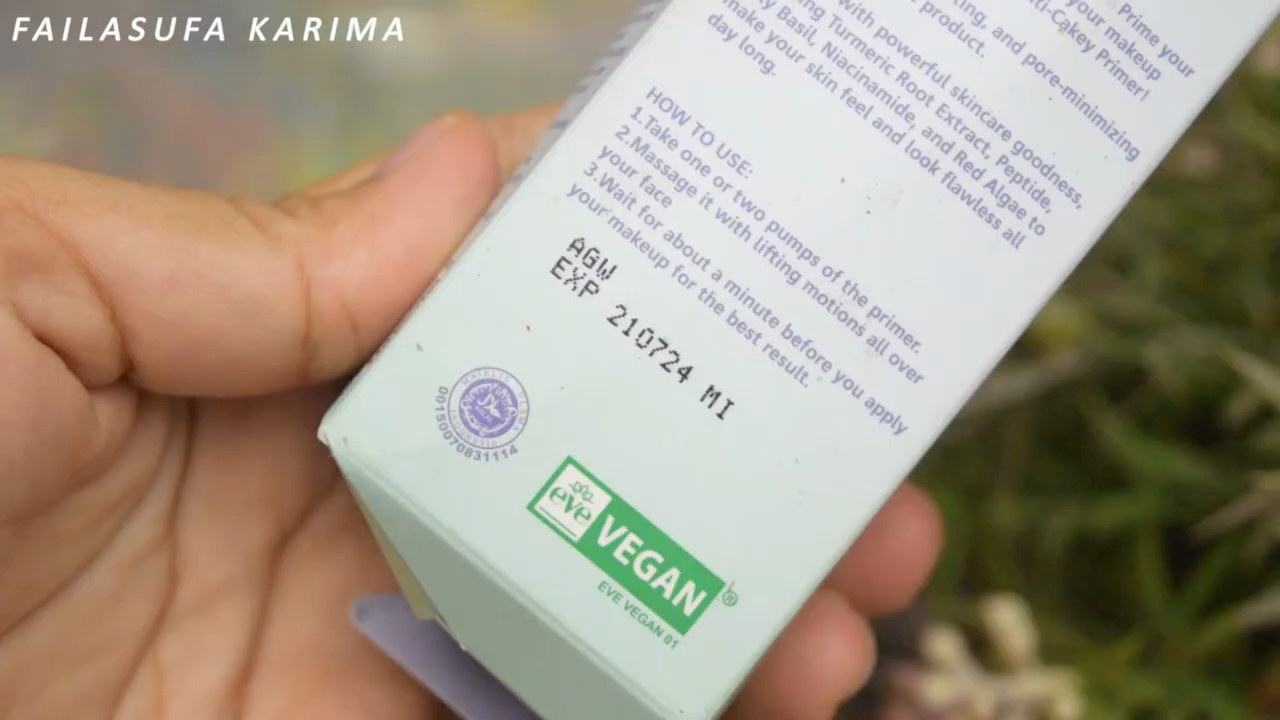 FAILASUFA KARIMA
Prime your
your makeup
ti-Cakey Primer!
ting, and pore-minimizing
product.
with powerful skincare goodness,
ng Turmeric Root Extract, Peptide,
y Basil, Niacinamide, and Red Algae to
make your skin feel and look flawless all
day long.
HOW TO USE:
1.Take one or two pumps of the primer.
2.Massage it with lifting motions all over
your face
3.Wait for about a minute before you apply
your makeup for the best result.
AGW
EXP 210724 MI
INDONESIA
00150070831114
eve
VEGAN®
EVE VEGAN 01